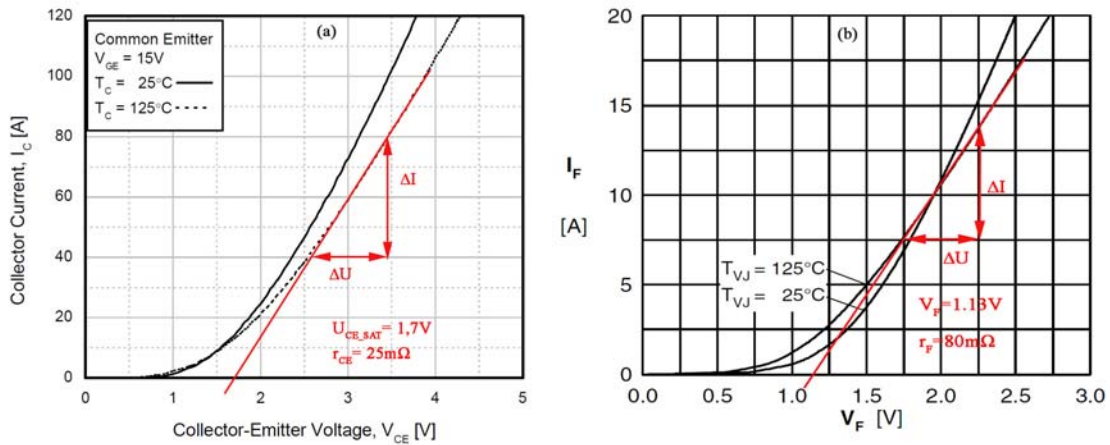 (a)
120
100
80
60
40
20
0
Collector Current, I_C [A]
Common Emitter
V_GE = 15V
T_C = 25°C
T_C = 125°C
ΔI
ΔU
U_CE_SAT = 1,7V
r_CE = 25mΩ
0 1 2 3 4 5
Collector-Emitter Voltage, V_CE [V]
(b)
20
15
10
5
0
I_F
[A]
ΔI
ΔU
T_VJ = 125°C
T_VJ = 25°C
V_F=1.13V
r_F=80mΩ
0.0 0.5 1.0 1.5 2.0 2.5 3.0
V_F [V]